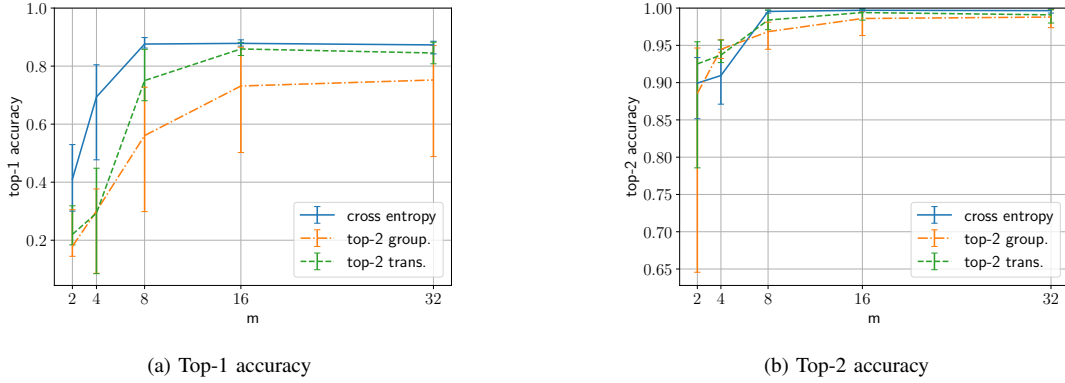 1.0
0.8
0.6
0.4
0.2
top-1 accuracy
2 4 8 16 32
m
cross entropy
top-2 group.
top-2 trans.
(a) Top-1 accuracy
1.00
0.95
0.90
0.85
0.80
0.75
0.70
0.65
top-2 accuracy
2 4 8 16 32
m
cross entropy
top-2 group.
top-2 trans.
(b) Top-2 accuracy